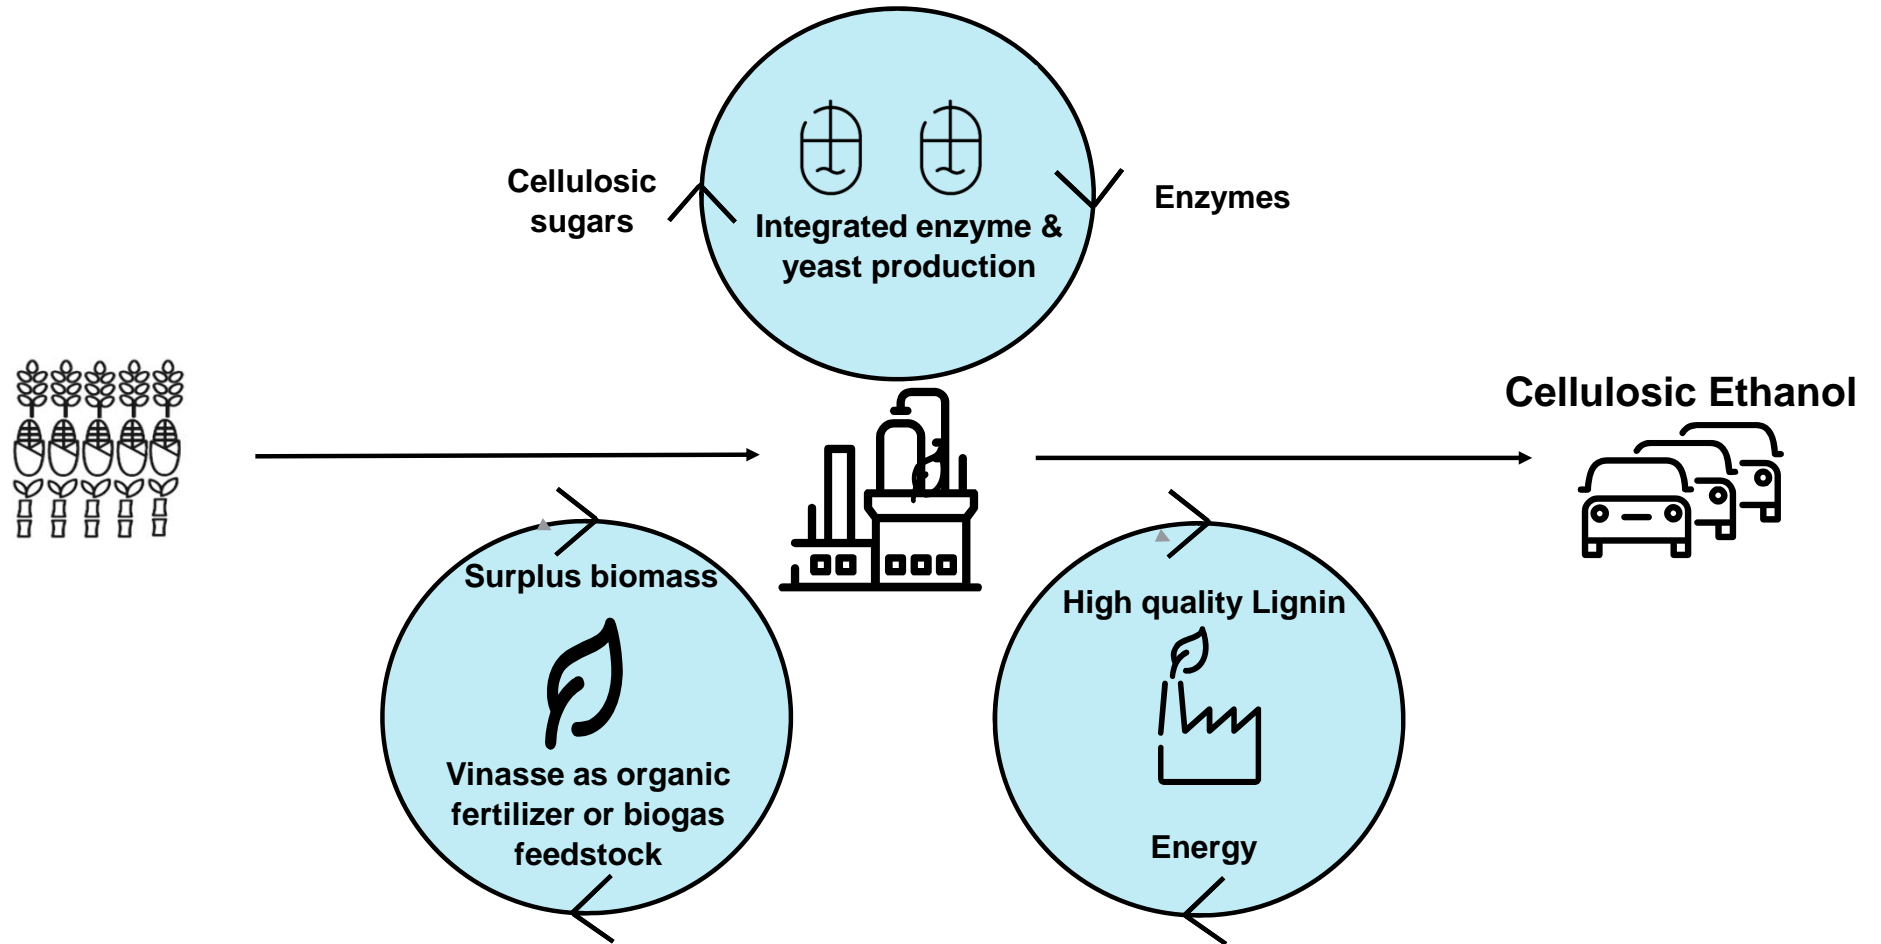 Cellulosic
sugars
Enzymes
Integrated enzyme &
yeast production
Cellulosic Ethanol
Surplus biomass
Vinasse as organic
fertilizer or biogas
feedstock
High quality Lignin
Energy